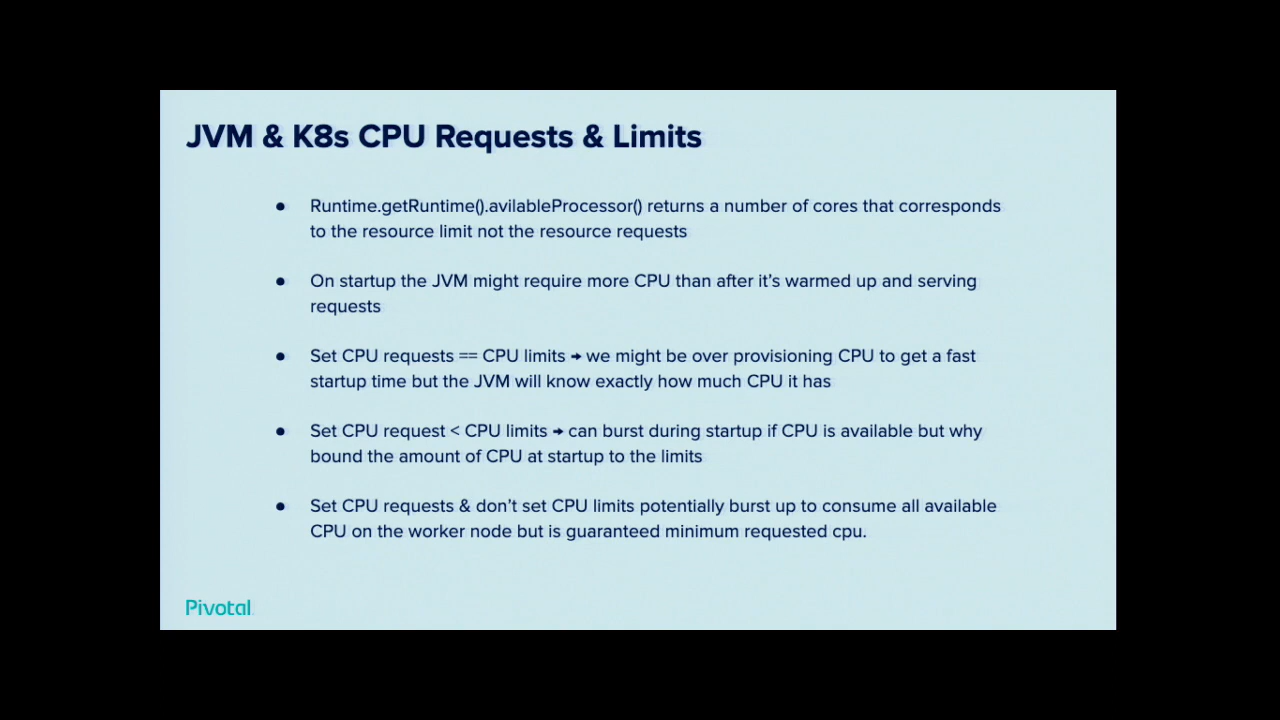 JVM & K8s CPU Requests & Limits
● Runtime.getRuntime().avilableProcessor() returns a number of cores that corresponds
to the resource limit not the resource requests
● On startup the JVM might require more CPU than after it's warmed up and serving
requests
● Set CPU requests == CPU limits → we might be over provisioning CPU to get a fast
startup time but the JVM will know exactly how much CPU it has
● Set CPU request < CPU limits → can burst during startup if CPU is available but why
bound the amount of CPU at startup to the limits
● Set CPU requests & don't set CPU limits potentially burst up to consume all available
CPU on the worker node but is guaranteed minimum requested cpu.
Pivotal